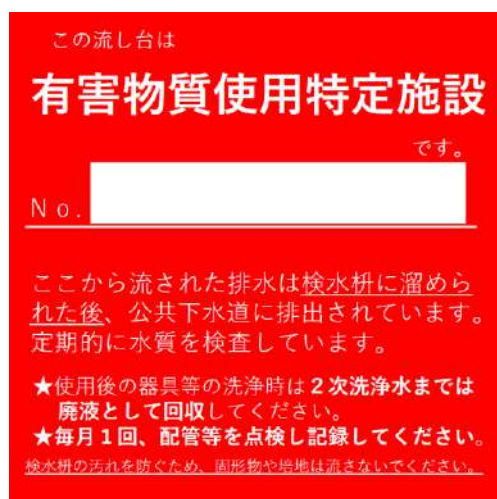 この流し台は
有害物質使用特定施設
です。
No.
ここから流された排水は検水枡に溜めら
れた後、公共下水道に排出されています。
定期的に水質を検査しています。
★使用後の器具等の洗浄時は２次洗浄水までは
廃液として回収してください。
★毎月１回、配管等を点検し記録してください。
検水枡の汚れを防ぐため、固形物や培地は流さないでください。